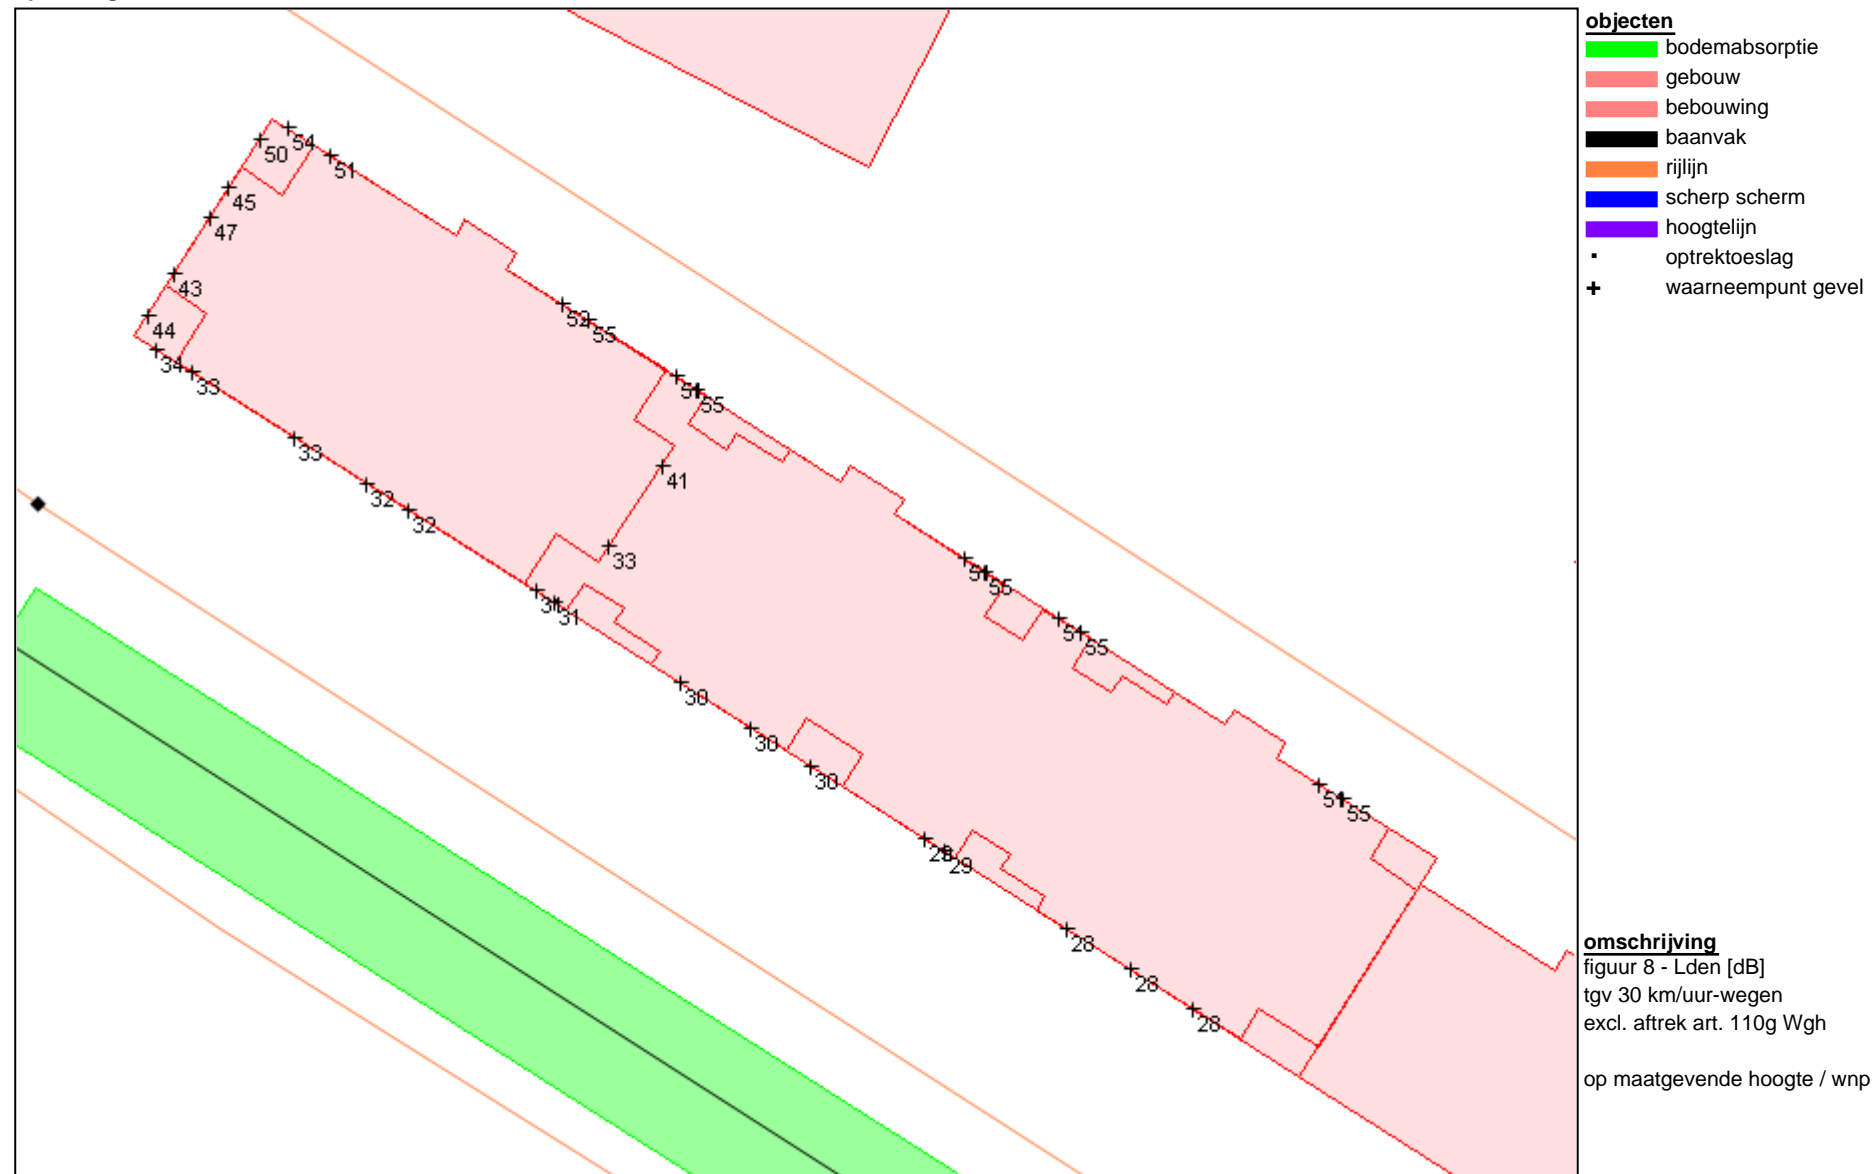 objecten
bodemabsorptie
gebouw
bebouwing
baanvak
rijlijn
scherp scherm
hoogtelijn
optrektoeslag
waarneempunt gevel
54
50
51
45
47
43
44
34
33
52
55
51
55
33
41
32
32
33
31
31
51
55
51
55
30
30
30
51
55
29
28
28
28
omschrijving
figuur 8 - Lden [dB]
tgv 30 km/uur-wegen
excl. aftrek art. 110g Wgh
op maatgevende hoogte / wnp